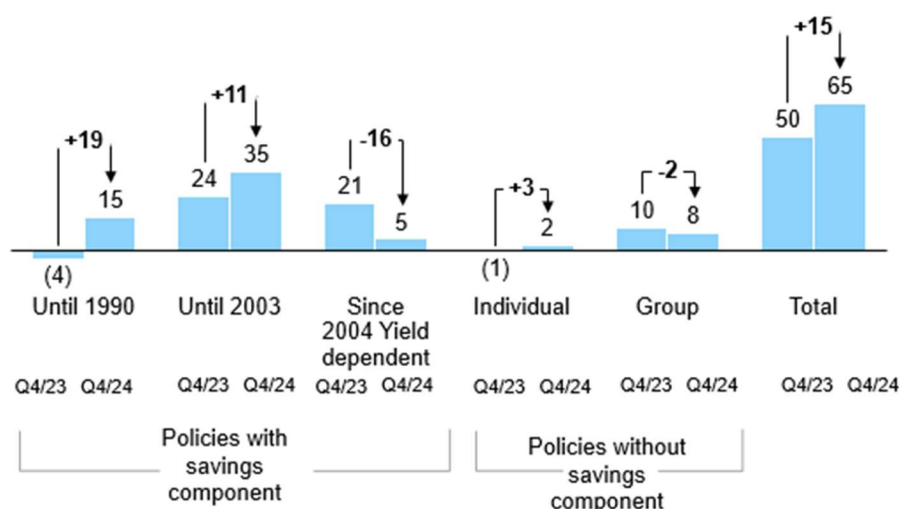 +15
65
50
+11
35
24
+19
15
-16
21
5
+3
2
-2
10
8
(4)
(1)
Until 1990
Until 2003
Since
2004 Yield
dependent
Individual
Group
Total
Q4/23 Q4/24
Q4/23 Q4/24
Q4/23 Q4/24
Q4/23 Q4/24
Q4/23 Q4/24
Q4/23 Q4/24
Policies with
savings
component
Policies without
savings
component